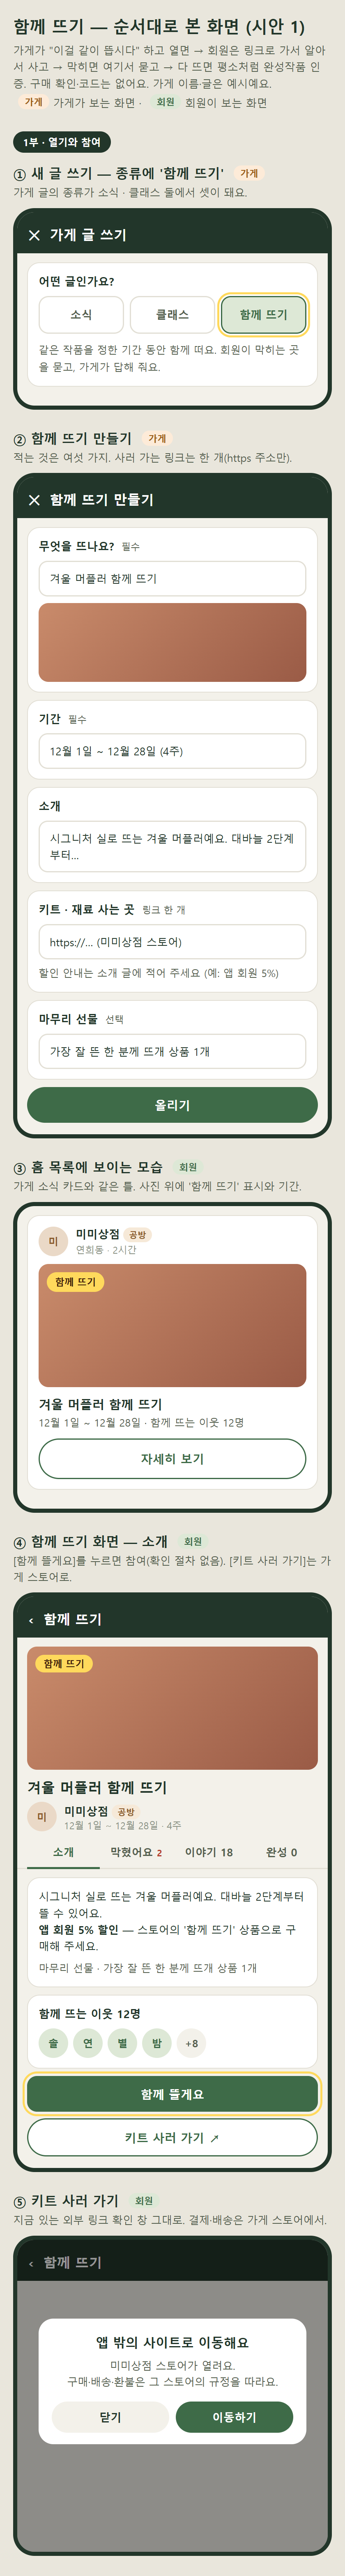 함께 뜨기 — 순서대로 본 화면 (시안 1)
가게가 "이걸 같이 뜹시다" 하고 열면 → 회원은 링크로 가서 알아
서 사고 → 막히면 여기서 묻고 → 다 뜨면 평소처럼 완성작품 인
증. 구매 확인·코드는 없어요. 가게 이름·글은 예시예요.
가게 가게가 보는 화면 · 회원 회원이 보는 화면
1부 · 열기와 참여
① 새 글 쓰기 — 종류에 '함께 뜨기' 가게
가게 글의 종류가 소식 · 클래스 둘에서 셋이 돼요.
× 가게 글 쓰기
어떤 글인가요?
소식 클래스 함께 뜨기
같은 작품을 정한 기간 동안 함께 떠요. 회원이 막히는 곳
을 묻고, 가게가 답해 줘요.
② 함께 뜨기 만들기 가게
적는 것은 여섯 가지. 사러 가는 링크는 한 개(https 주소만).
× 함께 뜨기 만들기
무엇을 뜨나요? 필수
겨울 머플러 함께 뜨기
기간 필수
12월 1일 ~ 12월 28일 (4주)
소개
시그니처 실로 뜨는 겨울 머플러예요. 대바늘 2단계
부터…
키트 · 재료 사는 곳 링크 한 개
https://… (미미상점 스토어)
할인 안내는 소개 글에 적어 주세요 (예: 앱 회원 5%)
마무리 선물 선택
가장 잘 뜬 한 분께 뜨개 상품 1개
올리기
③ 홈 목록에 보이는 모습 회원
가게 소식 카드와 같은 틀. 사진 위에 '함께 뜨기' 표시와 기간.
미 미미상점 공방
연희동 · 2시간
함께 뜨기
겨울 머플러 함께 뜨기
12월 1일 ~ 12월 28일 · 함께 뜨는 이웃 12명
자세히 보기
④ 함께 뜨기 화면 — 소개 회원
[함께 뜰게요]를 누르면 참여(확인 절차 없음). [키트 사러 가기]는 가
게 스토어로.
‹ 함께 뜨기
함께 뜨기
겨울 머플러 함께 뜨기
미 미미상점 공방
12월 1일 ~ 12월 28일 · 4주
소개 막혔어요 2 이야기 18 완성 0
시그니처 실로 뜨는 겨울 머플러예요. 대바늘 2단계부터
뜰 수 있어요.
앱 회원 5% 할인 — 스토어의 '함께 뜨기' 상품으로 구
매해 주세요.
마무리 선물 · 가장 잘 뜬 한 분께 뜨개 상품 1개
함께 뜨는 이웃 12명
솔 연 별 밤 +8
함께 뜰게요
키트 사러 가기 ↗
⑤ 키트 사러 가기 회원
지금 있는 외부 링크 확인 창 그대로. 결제·배송은 가게 스토어에서.
‹ 함께 뜨기
앱 밖의 사이트로 이동해요
미미상점 스토어가 열려요.
구매·배송·환불은 그 스토어의 규정을 따라요.
닫기 이동하기